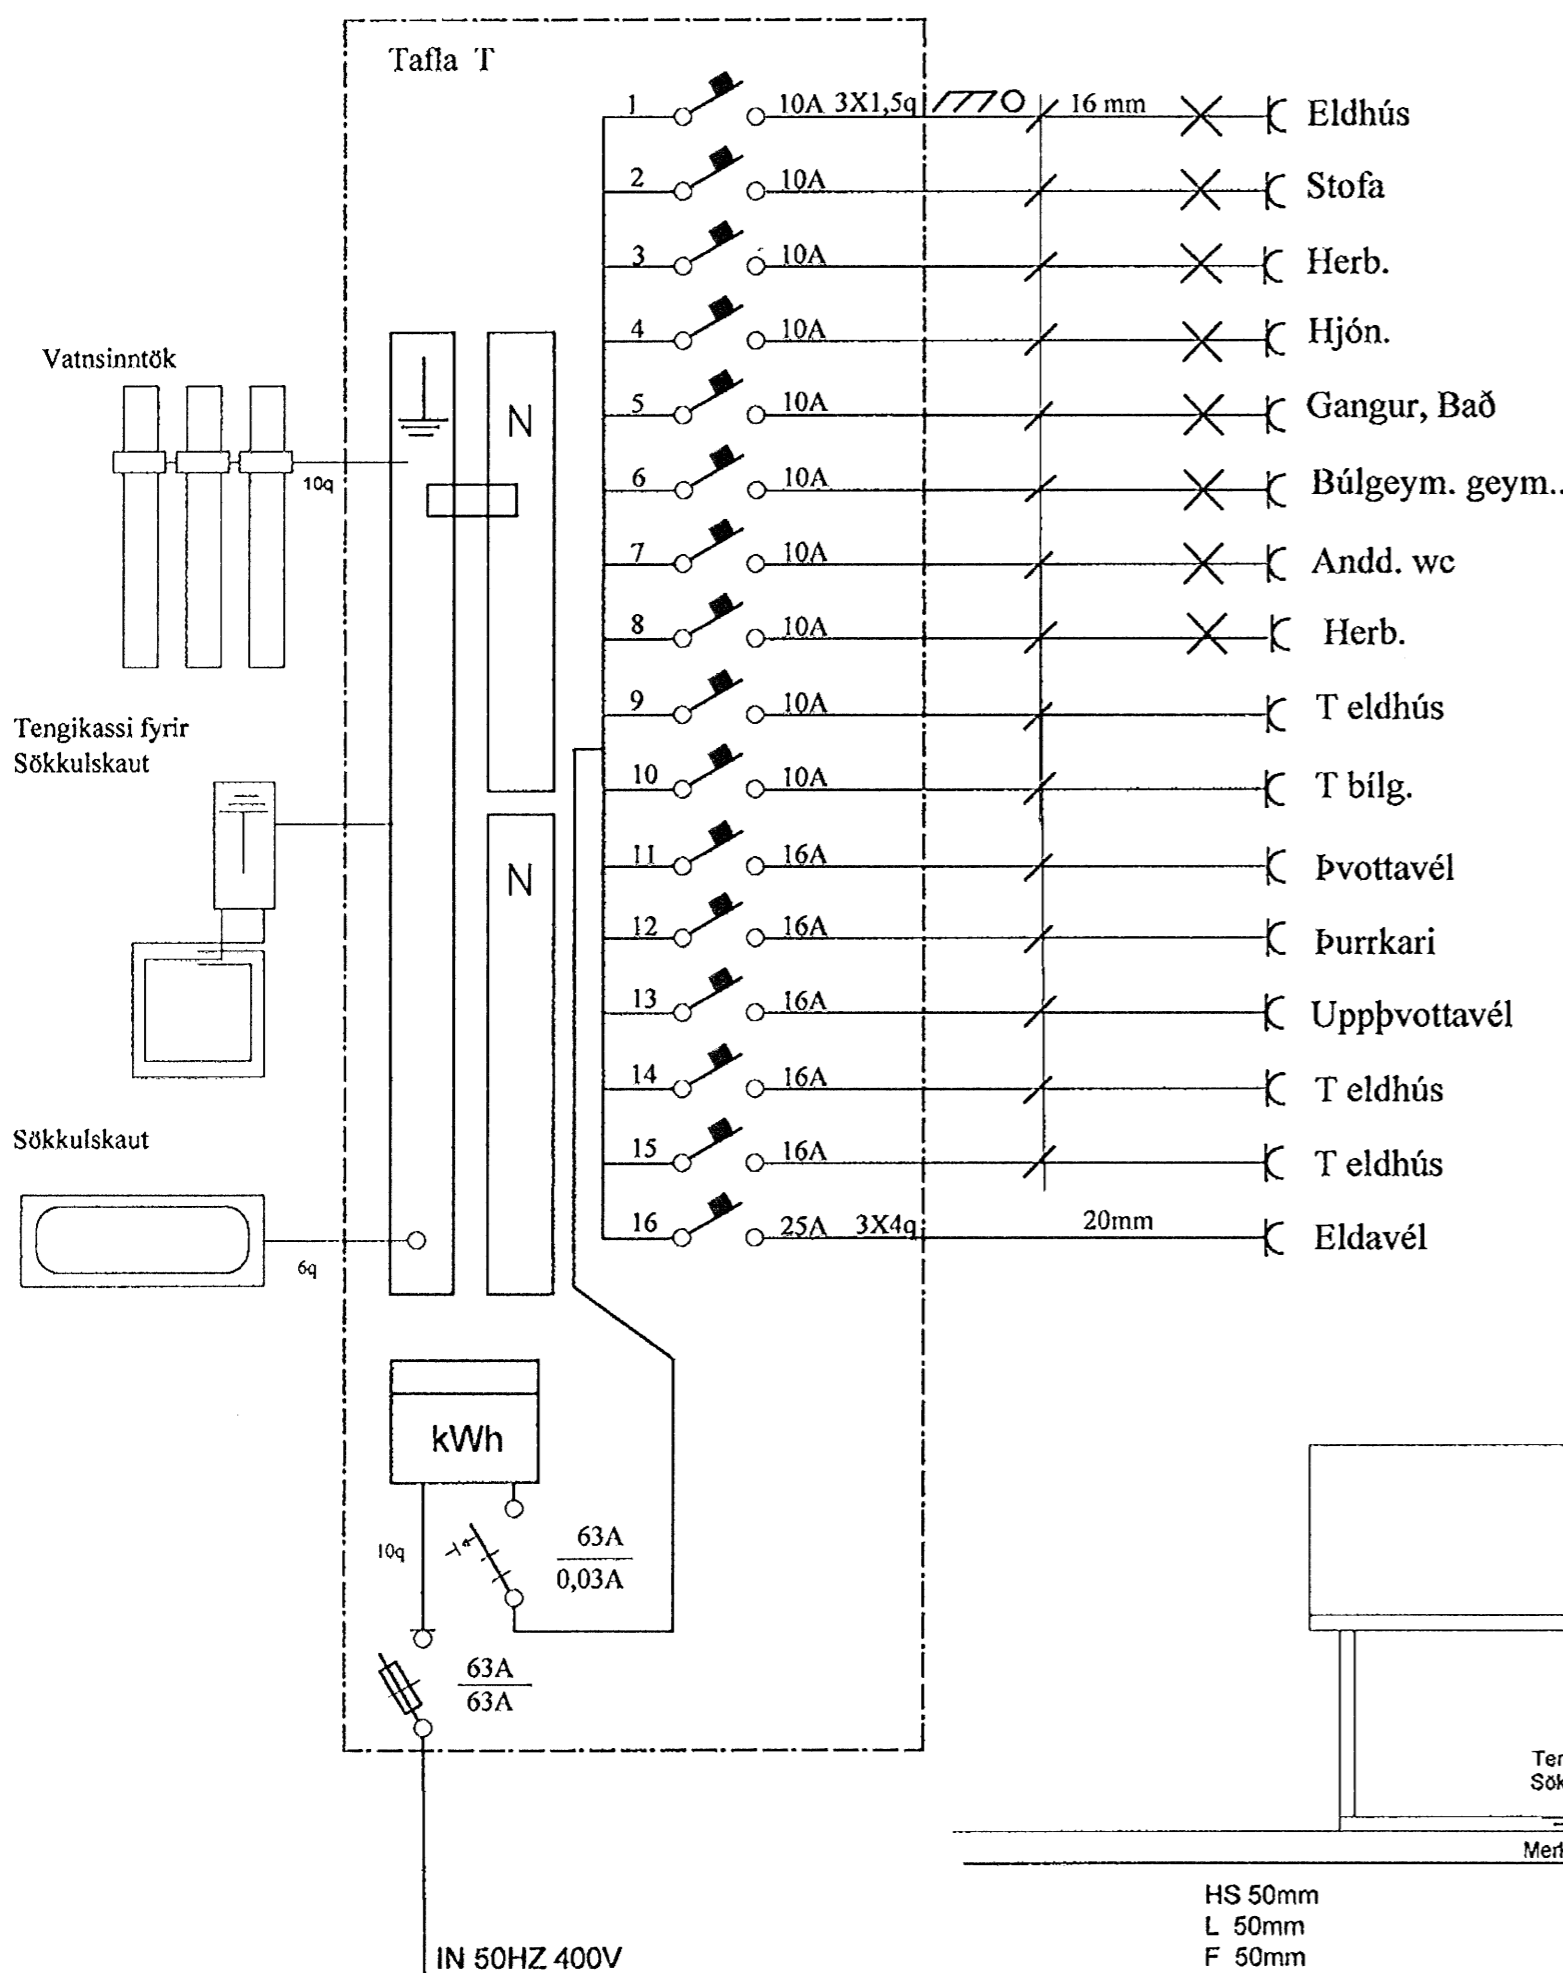 Tafla T
1 10A 3X1,5q 16 mm Eldhús
2 10A Stofa
3 10A Herb.
4 10A Hjón.
5 10A Gangur, Bað
6 10A Búlgeym. geym..
7 10A Andd. wc
8 10A Herb.
9 10A T eldhús
10 10A T bílg.
11 16A Þvottavél
12 16A Þurrkari
13 16A Uppþvottavél
14 16A T eldhús
15 16A T eldhús
16 25A 3X4q 20mm Eldavél
Vatnsinntök
10q
N
Tengikassi fyrir
Sökkulskaut
N
Sökkulskaut
6q
kWh
10q
63A
0,03A
63A
63A
IN 50HZ 400V
Ten
Sök
Merk
HS 50mm
L 50mm
F 50mm